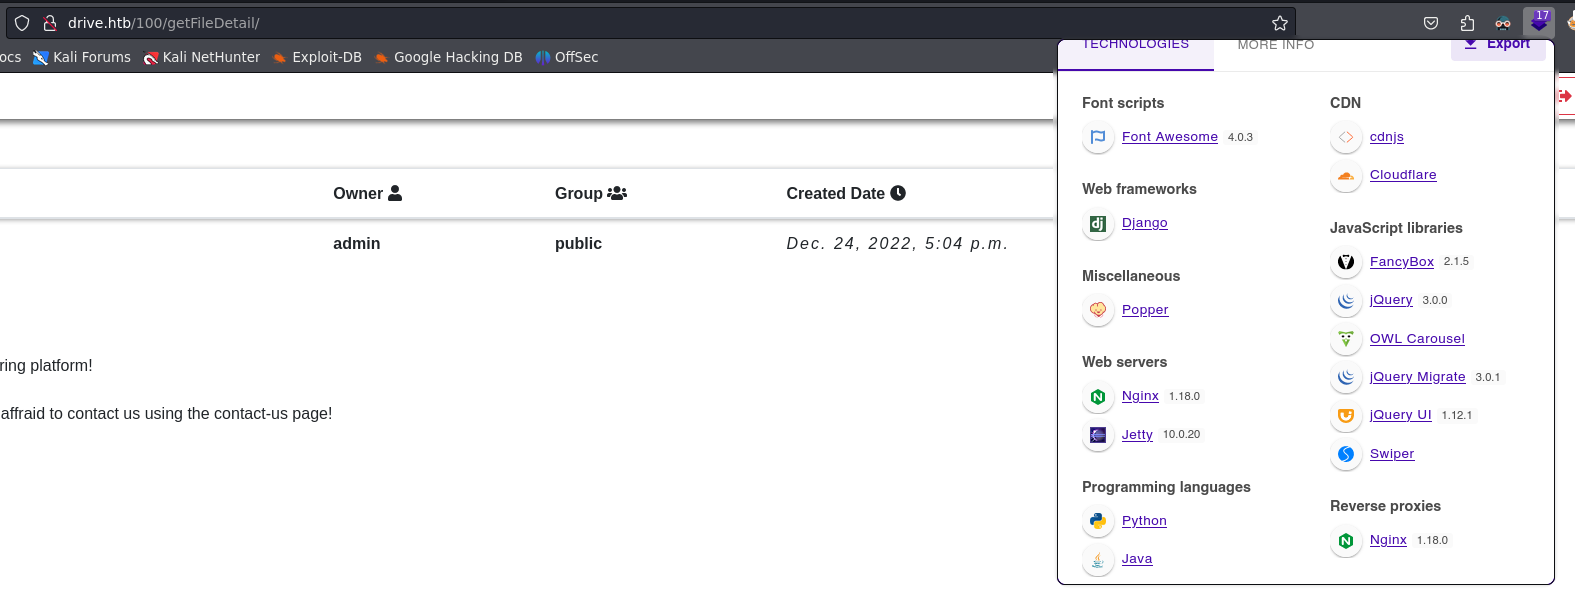 drive.htb/100/getFileDetail/
17
ocs Kali Forums Kali NetHunter Exploit-DB Google Hacking DB OffSec
TECHNOLOGIES MORE INFO Export
Owner Group Created Date
admin public Dec. 24, 2022, 5:04 p.m.
ring platform!
affraid to contact us using the contact-us page!
Font scripts
Font Awesome 4.0.3
Web frameworks
dj Django
Miscellaneous
Popper
Web servers
Nginx 1.18.0
Jetty 10.0.20
Programming languages
Python
Java
CDN
cdnjs
Cloudflare
JavaScript libraries
FancyBox 2.1.5
jQuery 3.0.0
OWL Carousel
jQuery Migrate 3.0.1
jQuery UI 1.12.1
Swiper
Reverse proxies
Nginx 1.18.0